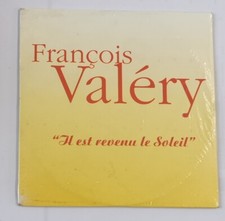 François
Valéry
"Il est revenu le Soleil"